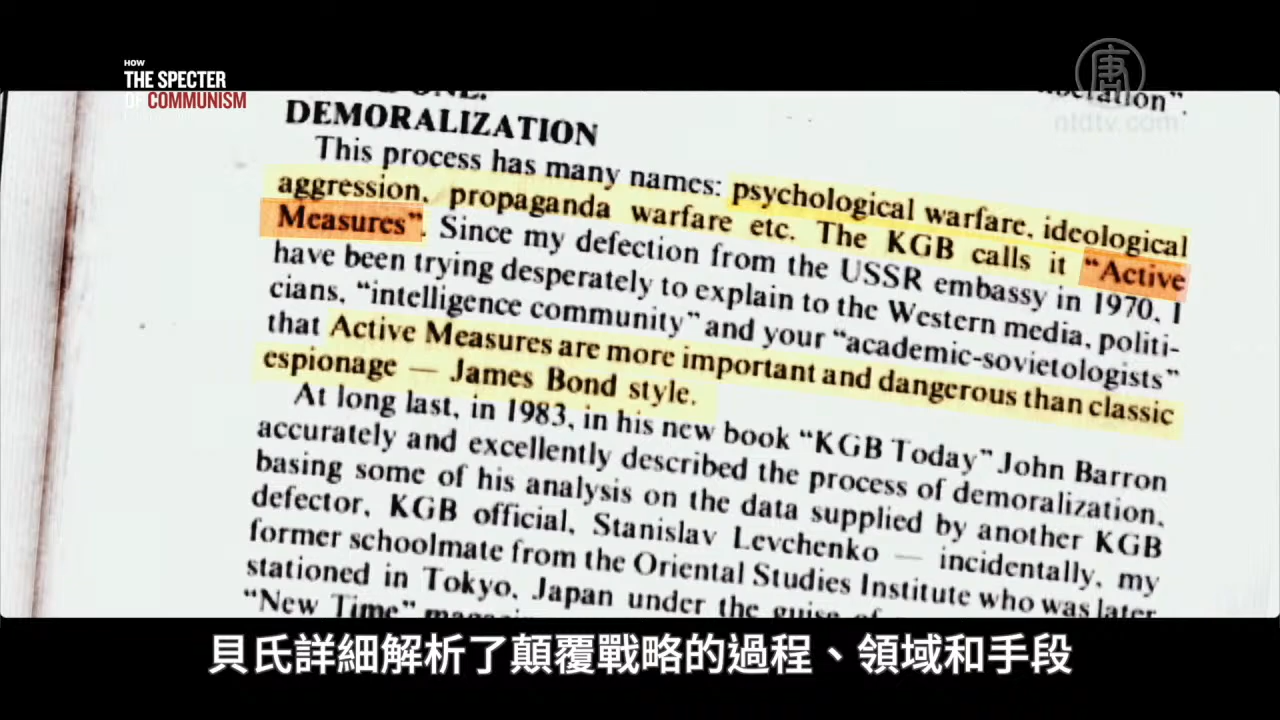 HOW
THE SPECTER
OF COMMUNISM
唐
ntdtv.com
DEMORALIZATION
This process has many names: psychological warfare, ideological
aggression, propaganda warfare etc. The KGB calls it “Active
Measures”. Since my defection from the USSR embassy in 1970, I
have been trying desperately to explain to the Western media, politi-
cians, “intelligence community” and your “academic-sovietologists”
that Active Measures are more important and dangerous than classic
espionage — James Bond style.
At long last, in 1983, in his new book “KGB Today” John Barron
accurately and excellently described the process of demoralization,
basing some of his analysis on the data supplied by another KGB
defector, KGB official, Stanislav Levchenko — incidentally, my
former schoolmate from the Oriental Studies Institute who was later
stationed in Tokyo, Japan under the guise of
“New Time”
貝氏詳細解析了顛覆戰略的過程、領域和手段